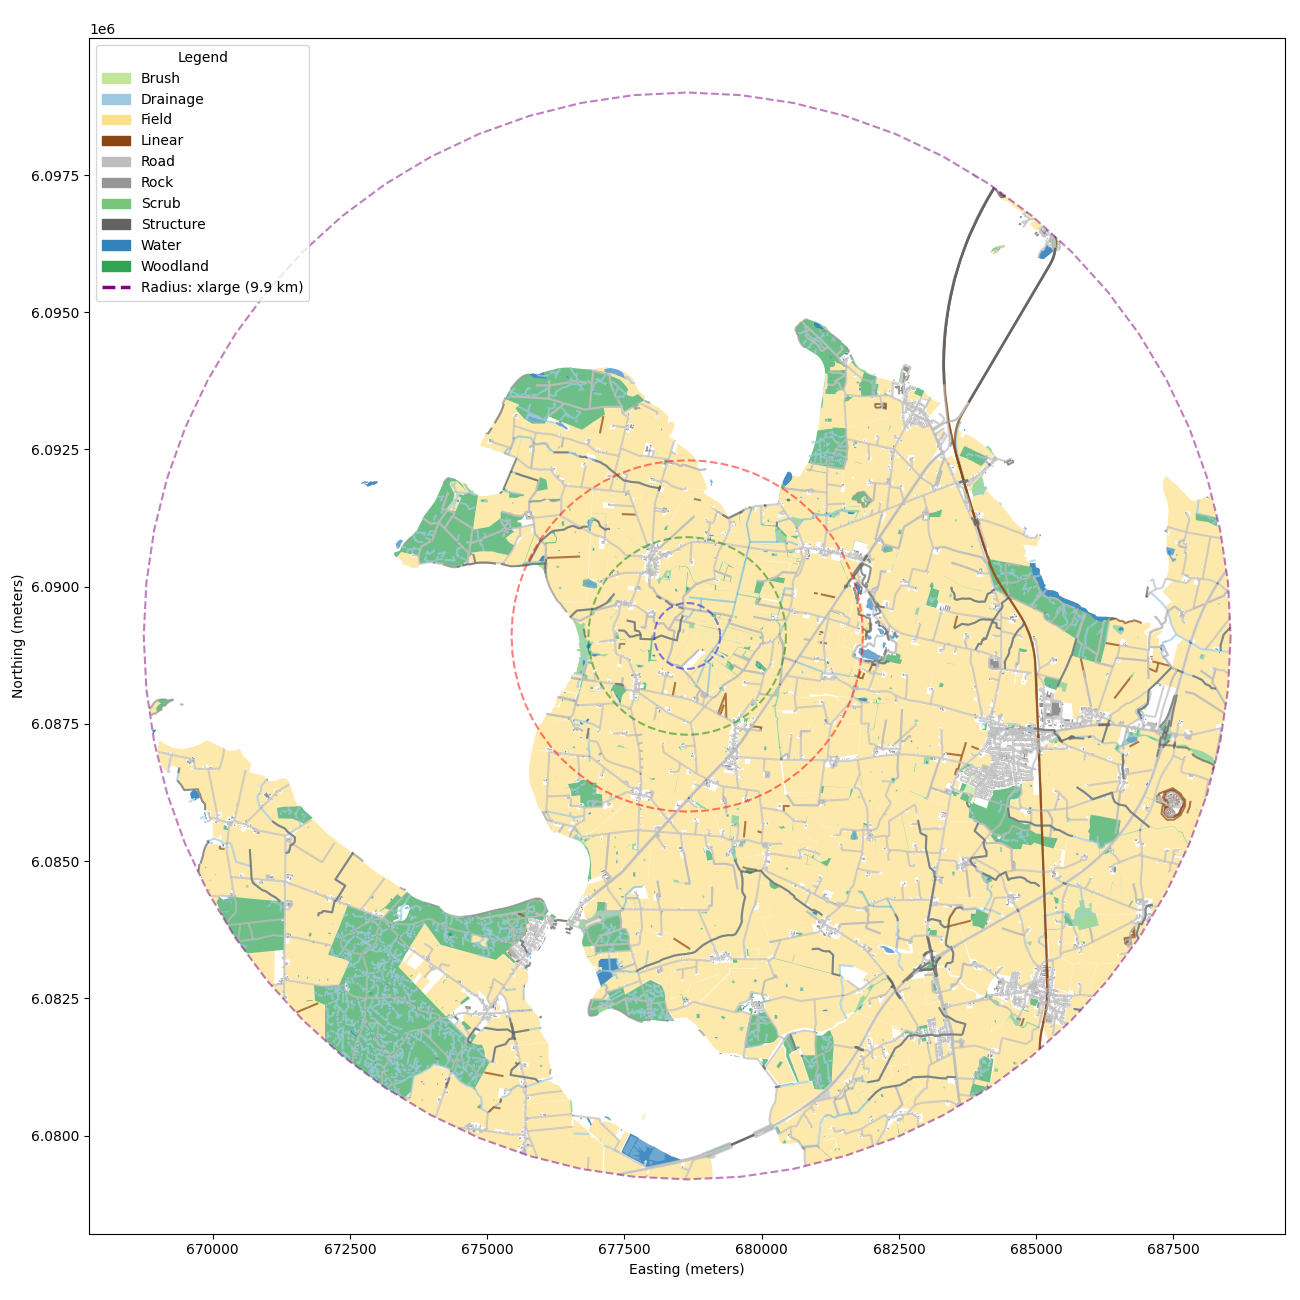 1e6
Legend
Brush
Drainage
Field
Linear
Road
Rock
Scrub
Structure
Water
Woodland
Radius: xlarge (9.9 km)
6.0975
6.0950
6.0925
6.0900
6.0875
6.0850
6.0825
6.0800
Northing (meters)
670000 672500 675000 677500 680000 682500 685000 687500
Easting (meters)